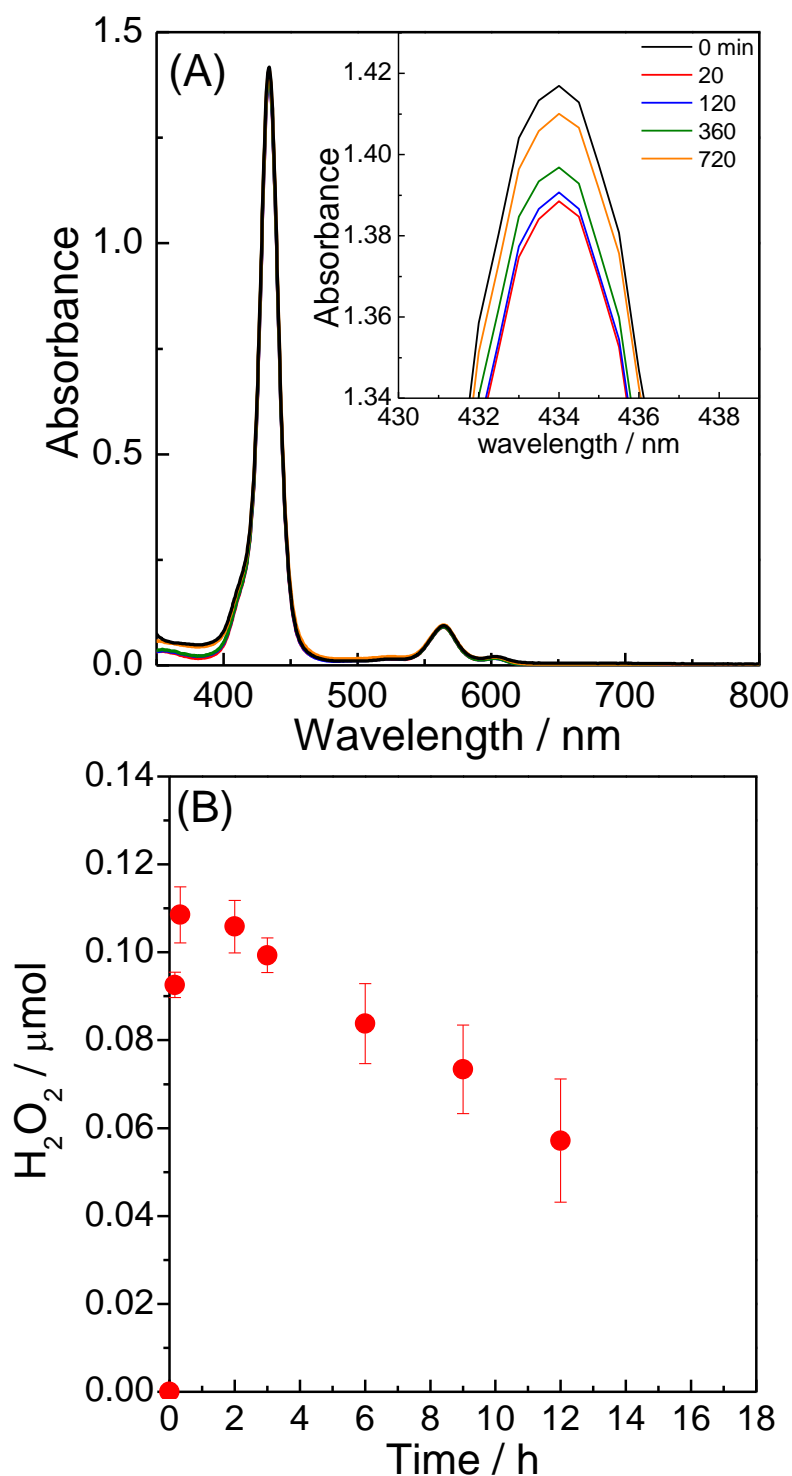 (A)
1.5
1.0
0.5
0.0
Absorbance
400 500 600 700 800
Wavelength / nm
1.42
1.40
1.38
1.36
1.34
Absorbance
430 432 434 436 438
wavelength / nm
0 min
20
120
360
720
(B)
0.14
0.12
0.10
0.08
0.06
0.04
0.02
0.00
H₂O₂ / μmol
0 2 4 6 8 10 12 14 16 18
Time / h